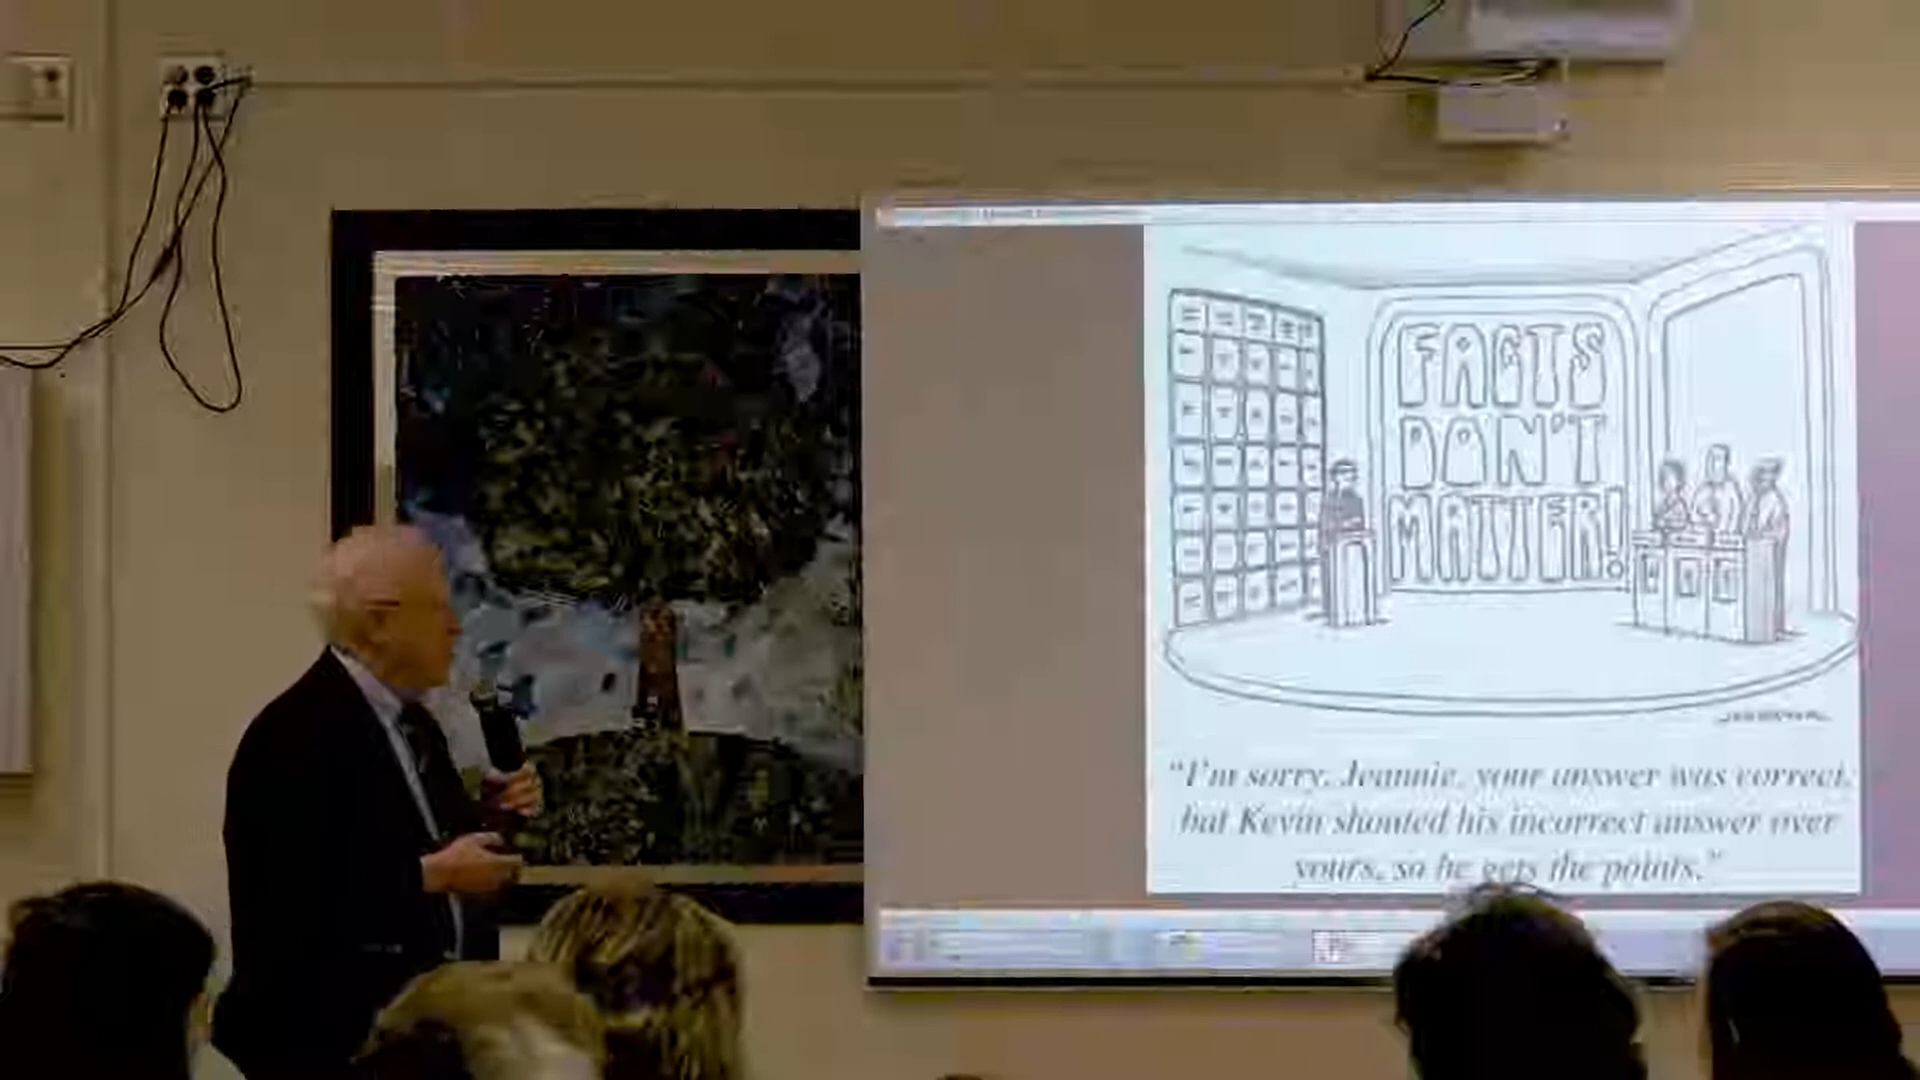 FACTS
DON'T
MATTER!
"I'm sorry, Jeannie, your answer was correct,
but Kevin shouted his incorrect answer over
yours, so he gets the points."